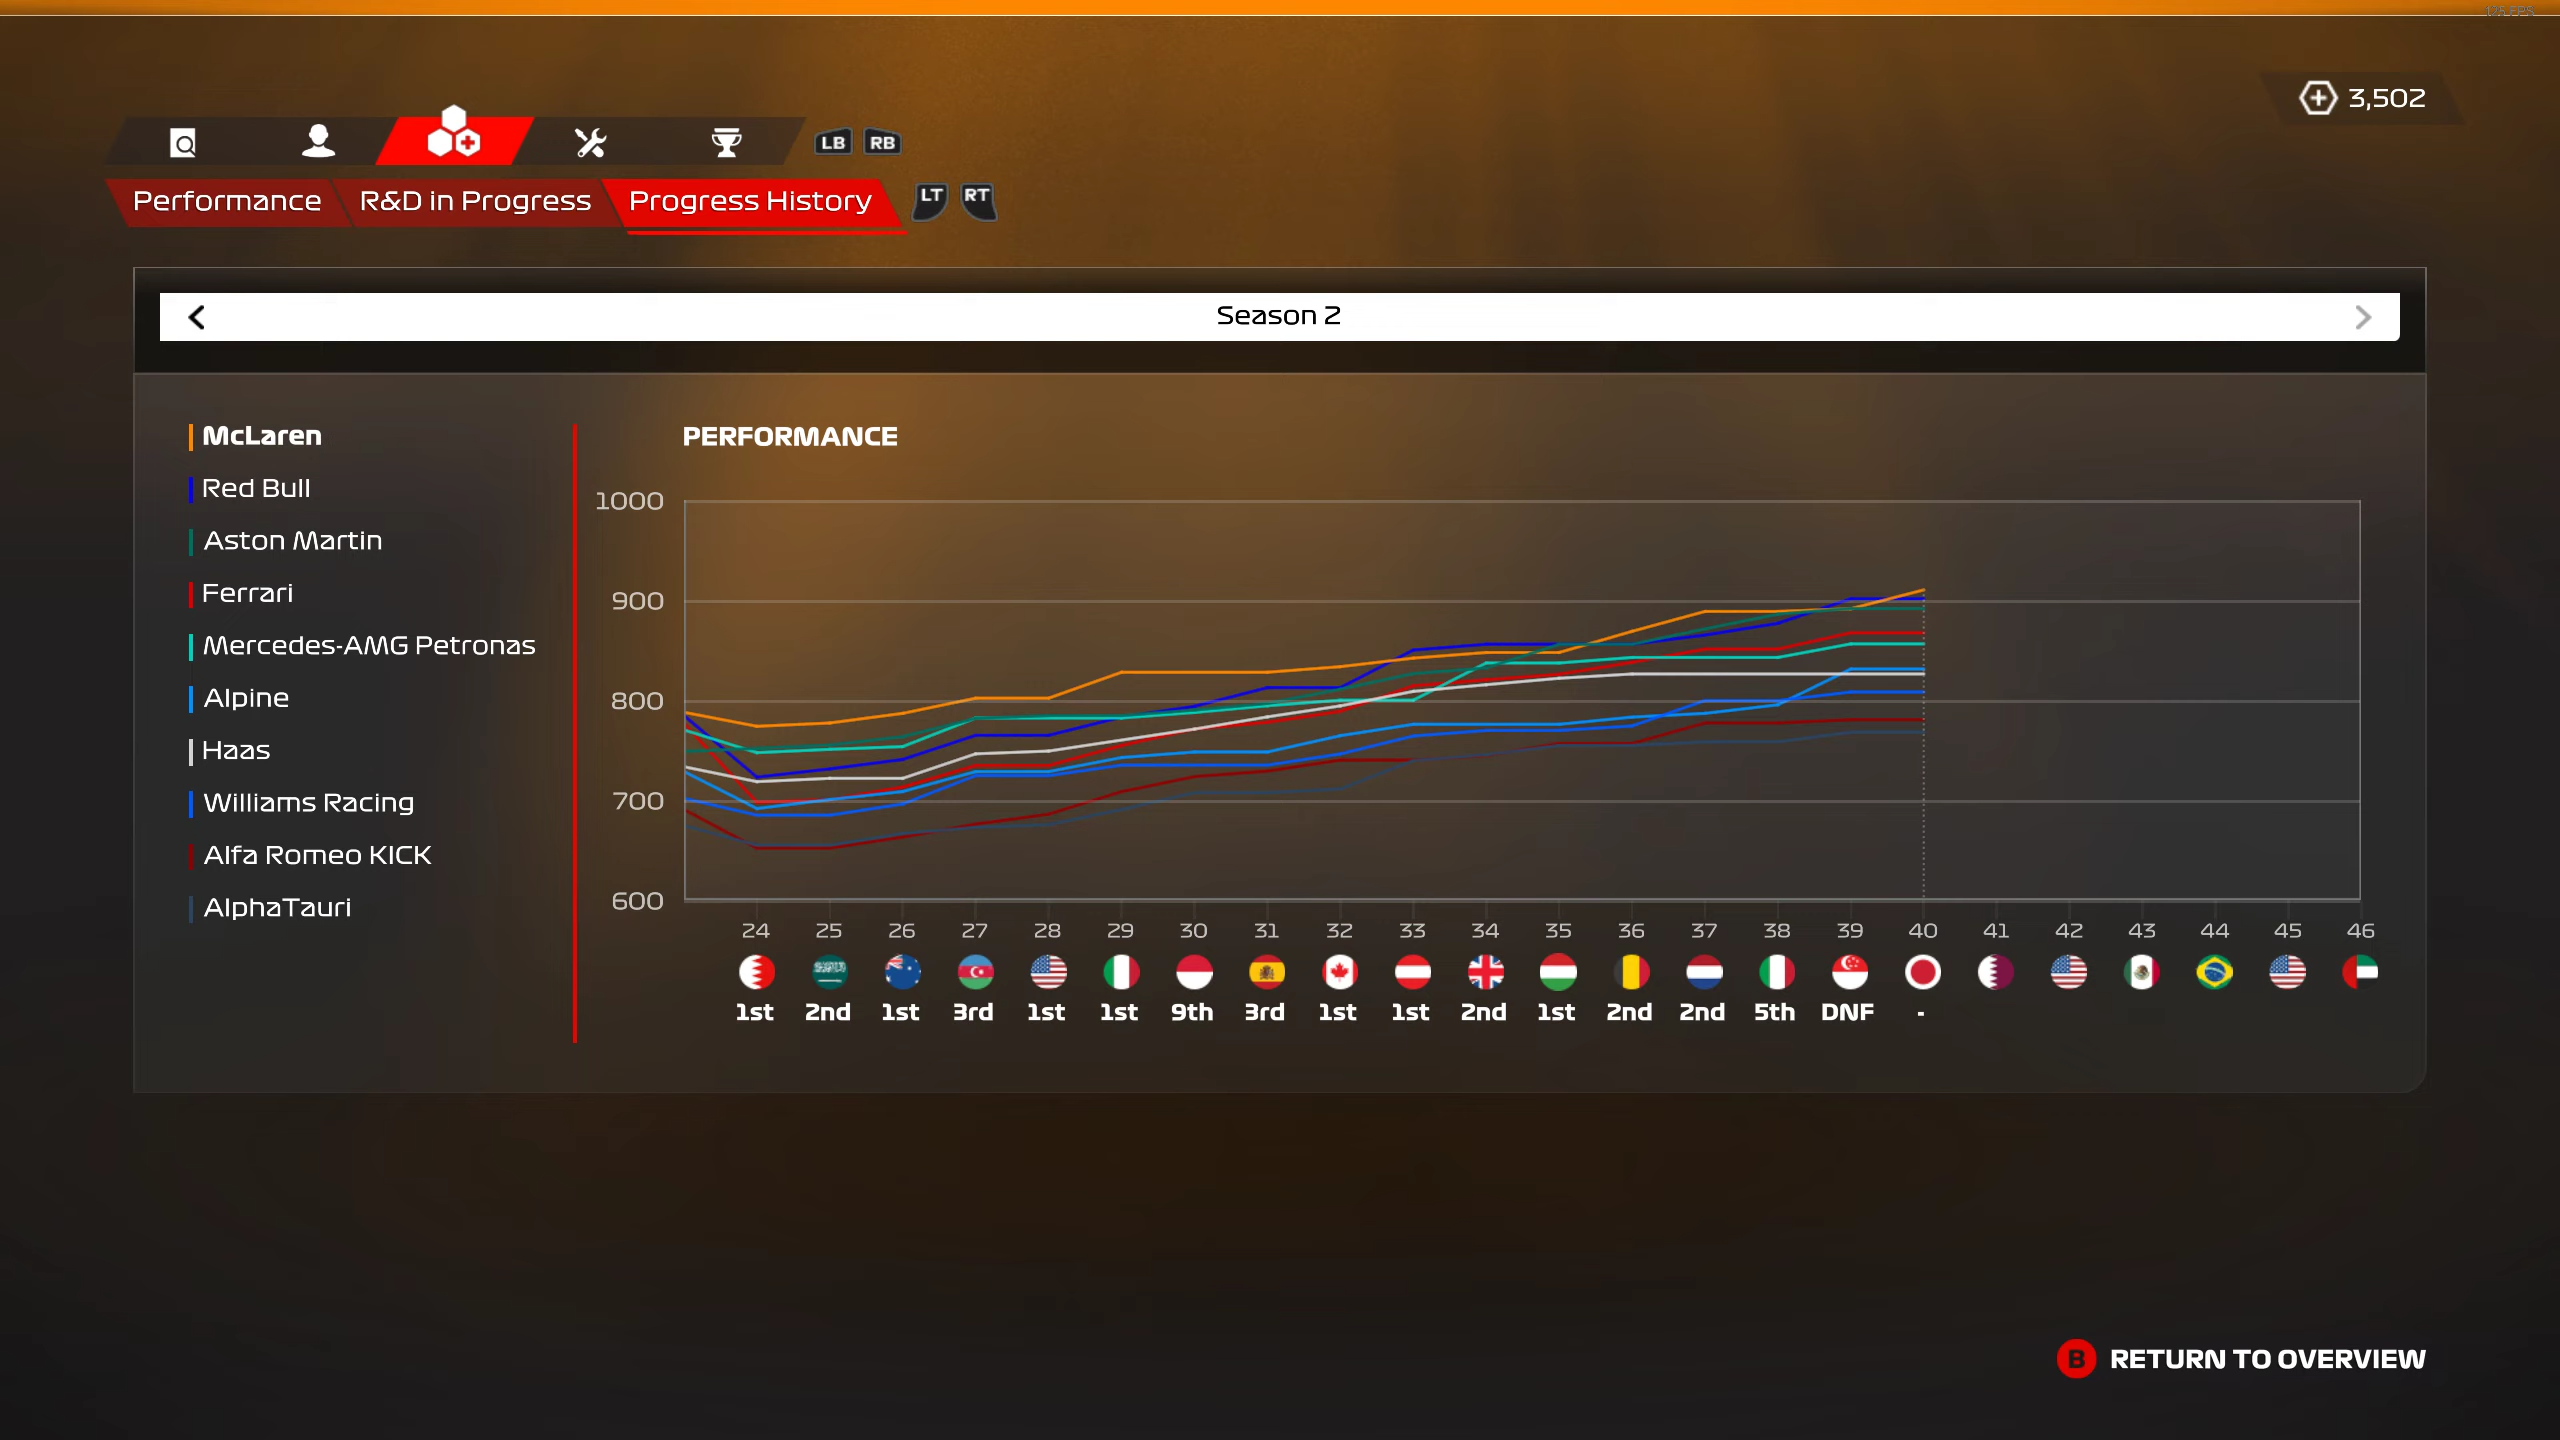 125 FPS
3,502
LB RB
Performance R&D in Progress Progress History LT RT
Season 2
McLaren
Red Bull
Aston Martin
Ferrari
Mercedes-AMG Petronas
Alpine
Haas
Williams Racing
Alfa Romeo KICK
AlphaTauri
PERFORMANCE
1000
900
800
700
600
24 25 26 27 28 29 30 31 32 33 34 35 36 37 38 39 40 41 42 43 44 45 46
1st 2nd 1st 3rd 1st 1st 9th 3rd 1st 1st 2nd 1st 2nd 2nd 5th DNF -
B RETURN TO OVERVIEW